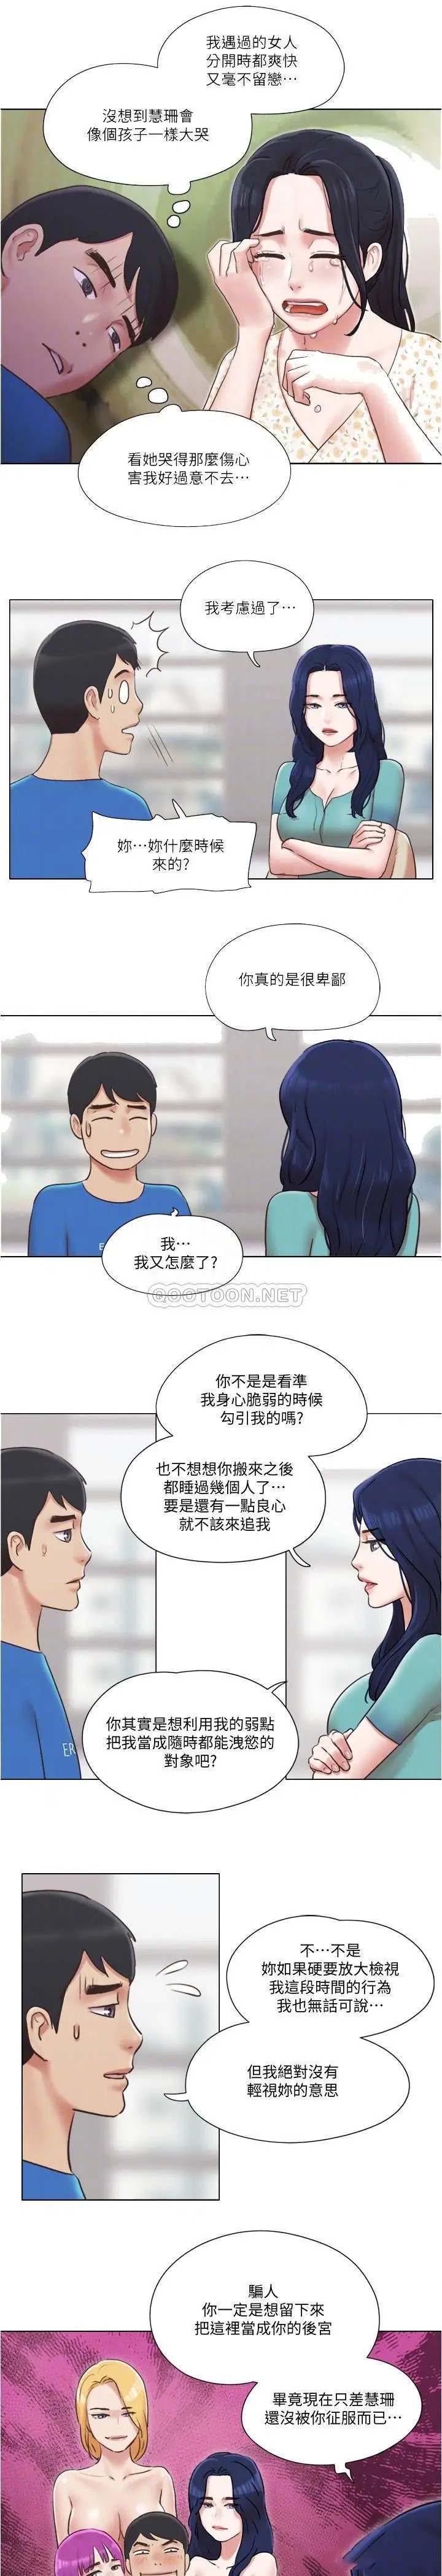 我遇過的女人
分開時都爽快
又毫不留戀…
沒想到慧珊會
像個孩子一樣大哭
看她哭得那麼傷心
害我好過意不去…
我考慮過了…
妳…妳什麼時候
來的?
你真的是很卑鄙
E
我…
我又怎麼了?
QOOTOON.NET
你不是是看準
我身心脆弱的時候
勾引我的嗎?
也不想想你搬來之後
都睡過幾個人了…
要是還有一點良心
就不該來追我
ER
你其實是想利用我的弱點
把我當成隨時都能洩慾的
對象吧?
不…不是
妳如果硬要放大檢視
我這段時間的行為
我也無話可說…
但我絕對沒有
輕視妳的意思
騙人
你一定是想留下來
把這裡當成你的後宮
畢竟現在只差慧珊
還沒被你征服而已…